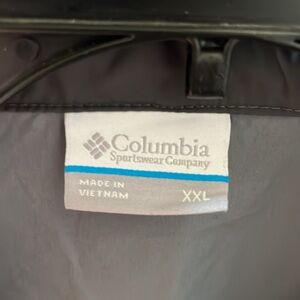 Columbia
Sportswear Company
MADE IN
VIETNAM
XXL